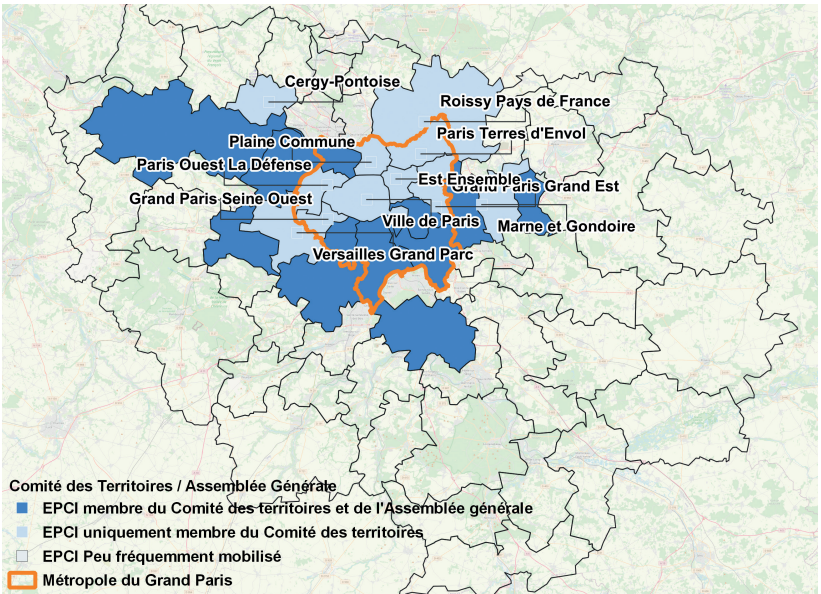 Cergy-Pontoise
Roissy Pays de France
Paris Terres d'Envol
Plaine Commune
Paris Ouest La Défense
Est Ensemble
Grand Paris Grand Est
Grand Paris Seine Ouest
Ville de Paris
Marne et Gondoire
Versailles Grand Parc
Comité des Territoires / Assemblée Générale
EPCI membre du Comité des territoires et de l'Assemblée générale
EPCI uniquement membre du Comité des territoires
EPCI Peu fréquemment mobilisé
Métropole du Grand Paris